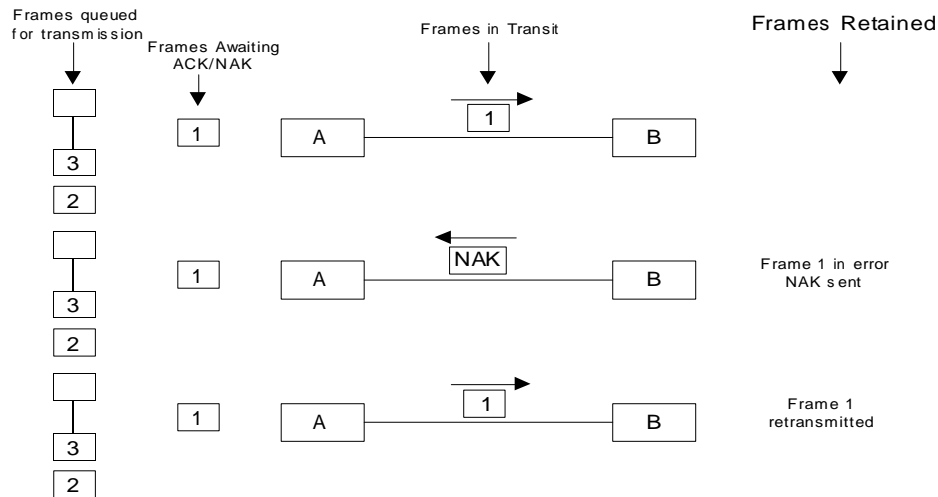 Frames queued
for transmission
Frames Awaiting
ACK/NAK
Frames in Transit
Frames Retained
1
A
1
B
3
2
1
A
NAK
B
Frame 1 in error
NAK sent
3
2
1
A
1
B
Frame 1
retransmitted
3
2